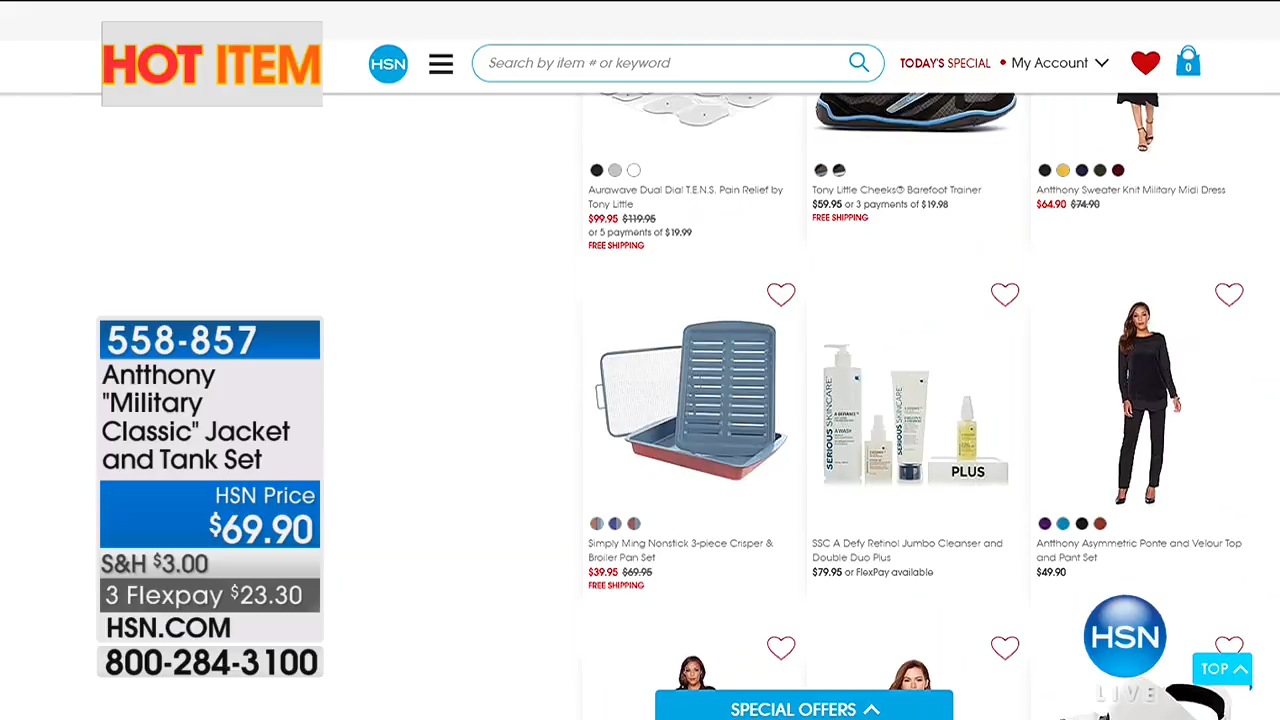 HOT ITEM
HSN
Search by item # or keyword
TODAY'S SPECIAL
My Account
0
Aurawave Dual Dial T.E.N.S. Pain Relief by
Tony Little
$99.95 $119.95
or 5 payments of $19.99
FREE SHIPPING
Tony Little Cheeks® Barefoot Trainer
$59.95 or 3 payments of $19.98
FREE SHIPPING
Antthony Sweater Knit Military Midi Dress
$64.90 $74.90
558-857
Antthony
"Military
Classic" Jacket
and Tank Set
HSN Price
$69.90
S&H $3.00
3 Flexpay $23.30
HSN.COM
800-284-3100
SERIOUS SKINCARE
A WASH
SERIOUS SKINCARE
PLUS
Simply Ming Nonstick 3-piece Crisper &
Broiler Pan Set
$39.95 $69.95
FREE SHIPPING
SSC A Defy Retinol Jumbo Cleanser and
Double Duo Plus
$79.95 or FlexPay available
Antthony Asymmetric Ponte and Velour Top
and Pant Set
$49.90
HSN
LIVE
TOP
SPECIAL OFFERS